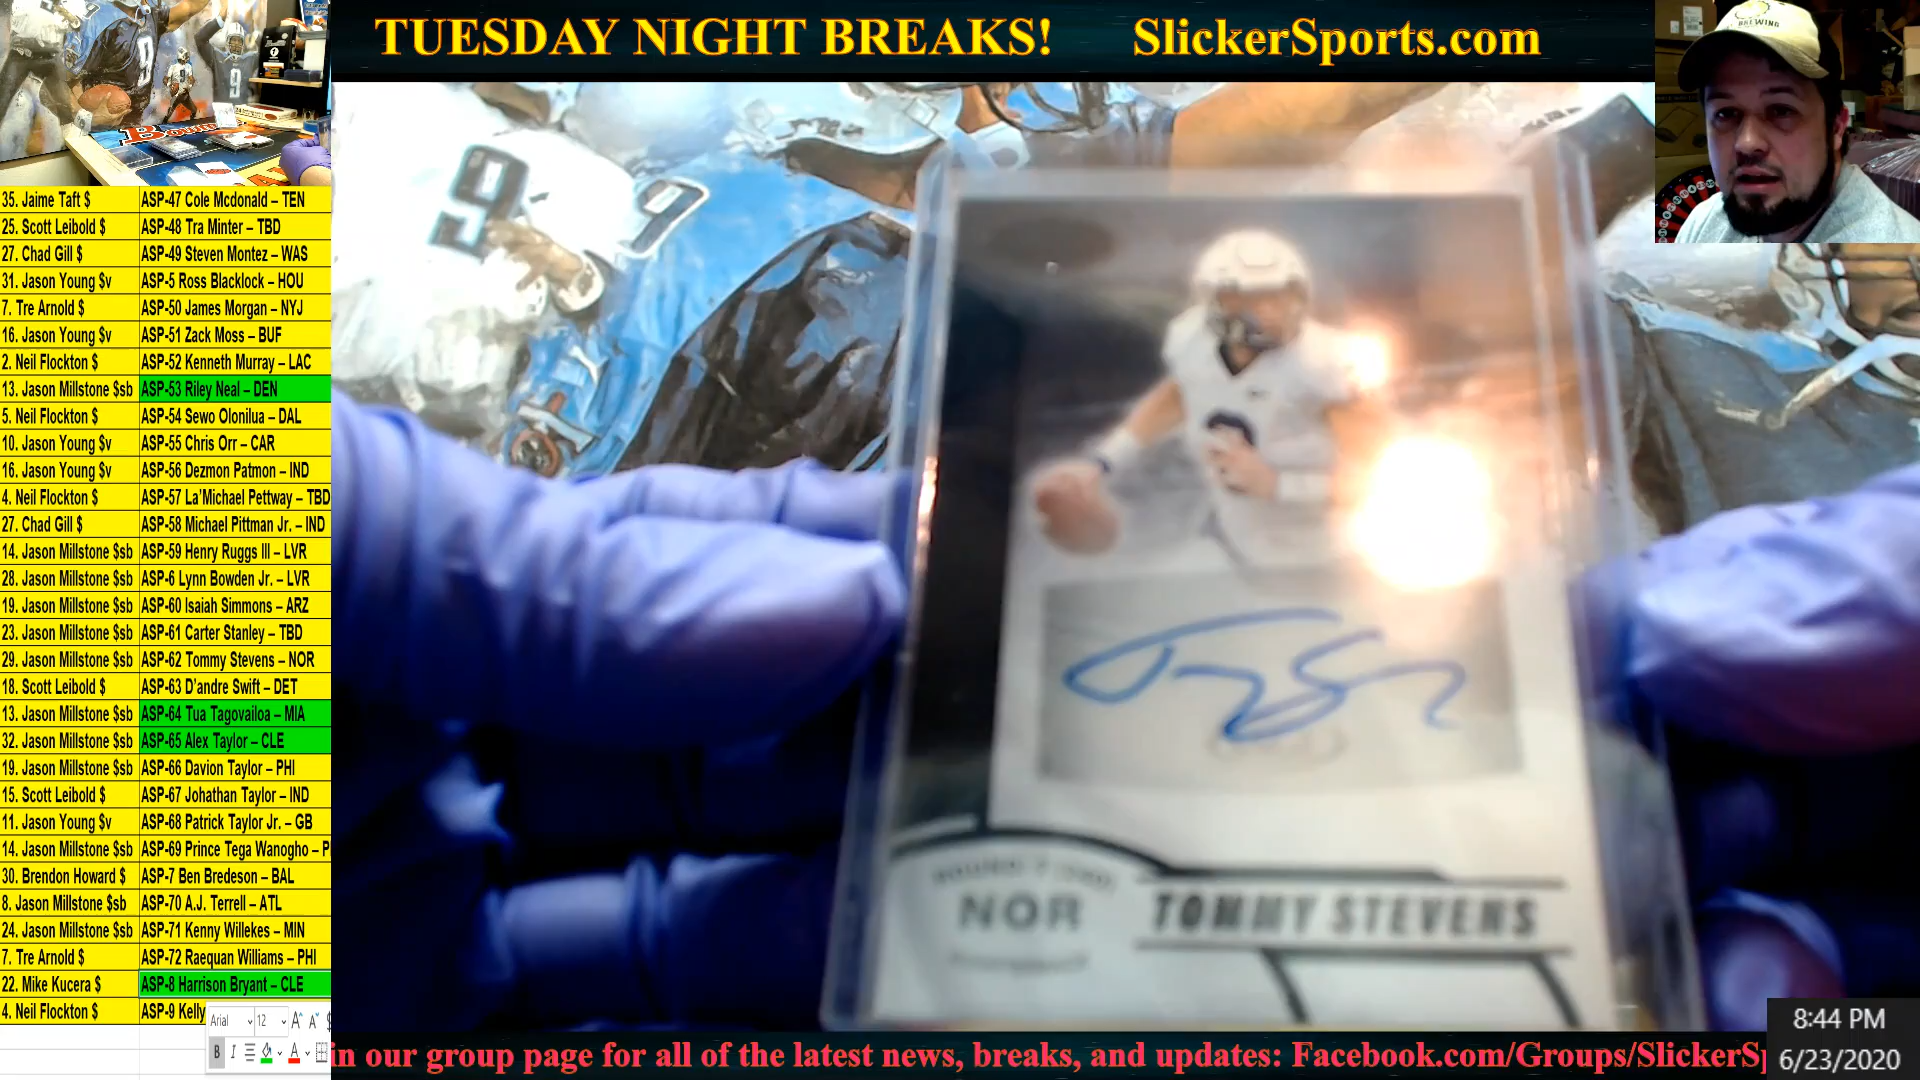 TUESDAY NIGHT BREAKS! SlickerSports.com
BREWING
9
9
9
9
Bowman
35. Jaime Taft $ ASP-47 Cole Mcdonald – TEN
25. Scott Leibold $ ASP-48 Tra Minter – TBD
27. Chad Gill $ ASP-49 Steven Montez – WAS
31. Jason Young $v ASP-5 Ross Blacklock – HOU
7. Tre Arnold $ ASP-50 James Morgan – NYJ
16. Jason Young $v ASP-51 Zack Moss – BUF
2. Neil Flockton $ ASP-52 Kenneth Murray – LAC
13. Jason Millstone $sb ASP-53 Riley Neal – DEN
5. Neil Flockton $ ASP-54 Sewo Olonilua – DAL
10. Jason Young $v ASP-55 Chris Orr – CAR
16. Jason Young $v ASP-56 Dezmon Patmon – IND
4. Neil Flockton $ ASP-57 La’Michael Pettway – TBD
27. Chad Gill $ ASP-58 Michael Pittman Jr. – IND
14. Jason Millstone $sb ASP-59 Henry Ruggs III – LVR
28. Jason Millstone $sb ASP-6 Lynn Bowden Jr. – LVR
19. Jason Millstone $sb ASP-60 Isaiah Simmons – ARZ
23. Jason Millstone $sb ASP-61 Carter Stanley – TBD
29. Jason Millstone $sb ASP-62 Tommy Stevens – NOR
18. Scott Leibold $ ASP-63 D’andre Swift – DET
13. Jason Millstone $sb ASP-64 Tua Tagovailoa – MIA
32. Jason Millstone $sb ASP-65 Alex Taylor – CLE
19. Jason Millstone $sb ASP-66 Davion Taylor – PHI
15. Scott Leibold $ ASP-67 Johathan Taylor – IND
11. Jason Young $v ASP-68 Patrick Taylor Jr. – GB
14. Jason Millstone $sb ASP-69 Prince Tega Wanogho – P
30. Brendon Howard $ ASP-7 Ben Bredeson – BAL
8. Jason Millstone $sb ASP-70 A.J. Terrell – ATL
24. Jason Millstone $sb ASP-71 Kenny Willekes – MIN
7. Tre Arnold $ ASP-72 Raequan Williams – PHI
22. Mike Kucera $ ASP-8 Harrison Bryant – CLE
4. Neil Flockton $ ASP-9 Kelly
Arial 12 A A
B I A
NOR
TOMMY STEVENS
in our group page for all of the latest news, breaks, and updates: Facebook.com/Groups/SlickerSp
8:44 PM
6/23/2020